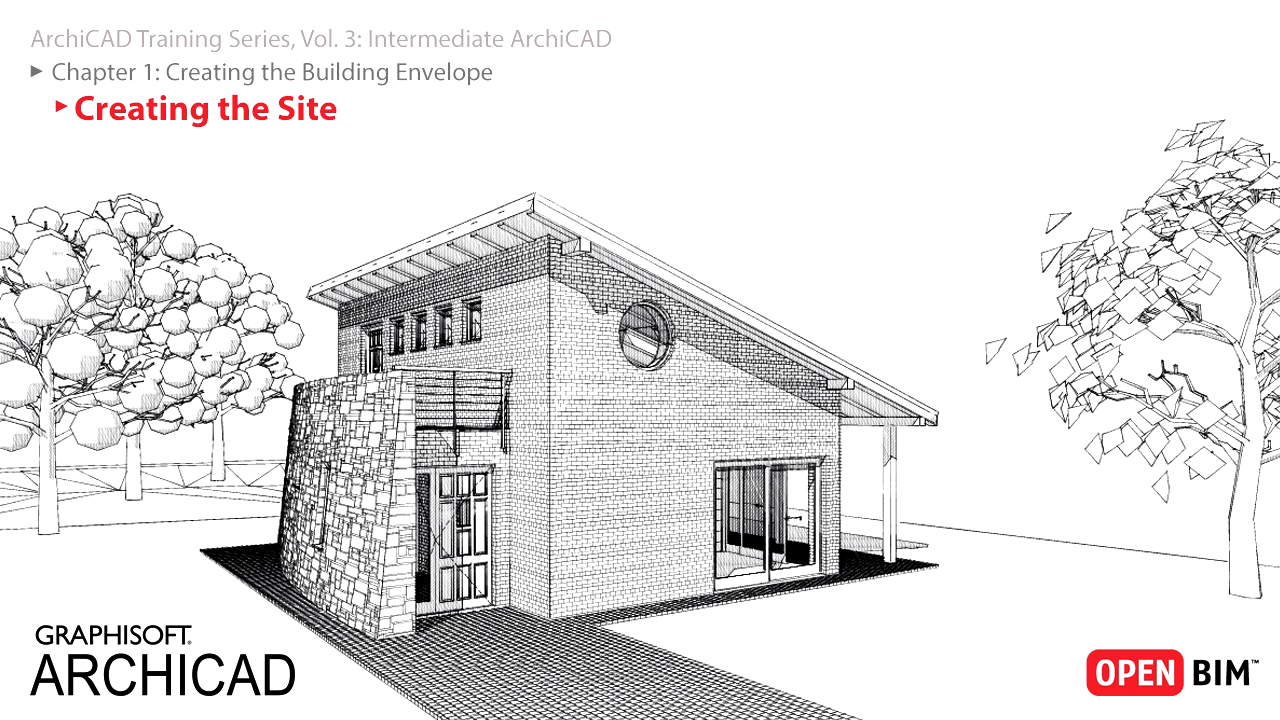 ArchiCAD Training Series, Vol. 3: Intermediate ArchiCAD
Chapter 1: Creating the Building Envelope
Creating the Site
GRAPHISOFT®
ARCHICAD
OPEN BIM™